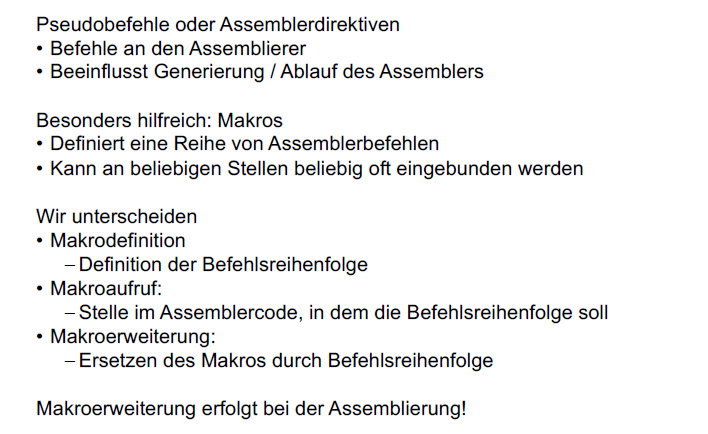 Pseudobefehle oder Assemblerdirektiven
• Befehle an den Assemblierer
• Beeinflusst Generierung / Ablauf des Assemblers
Besonders hilfreich: Makros
• Definiert eine Reihe von Assemblerbefehlen
• Kann an beliebigen Stellen beliebig oft eingebunden werden
Wir unterscheiden
• Makrodefinition
– Definition der Befehlsreihenfolge
• Makroaufruf:
– Stelle im Assemblercode, in dem die Befehlsreihenfolge soll
• Makroerweiterung:
– Ersetzen des Makros durch Befehlsreihenfolge
Makroerweiterung erfolgt bei der Assemblierung!